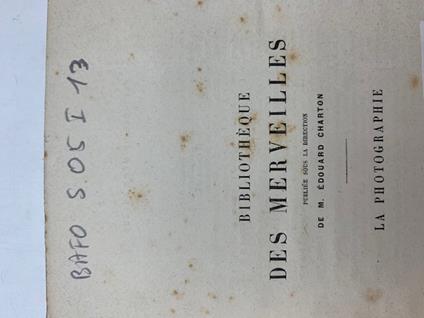 BAFO S.05 I 13
BIBLIOTHÈQUE
DES MERVEILLES
PUBLIÉE SOUS LA DIRECTION
DE M. ÉDOUARD CHARTON
LA PHOTOGRAPHIE